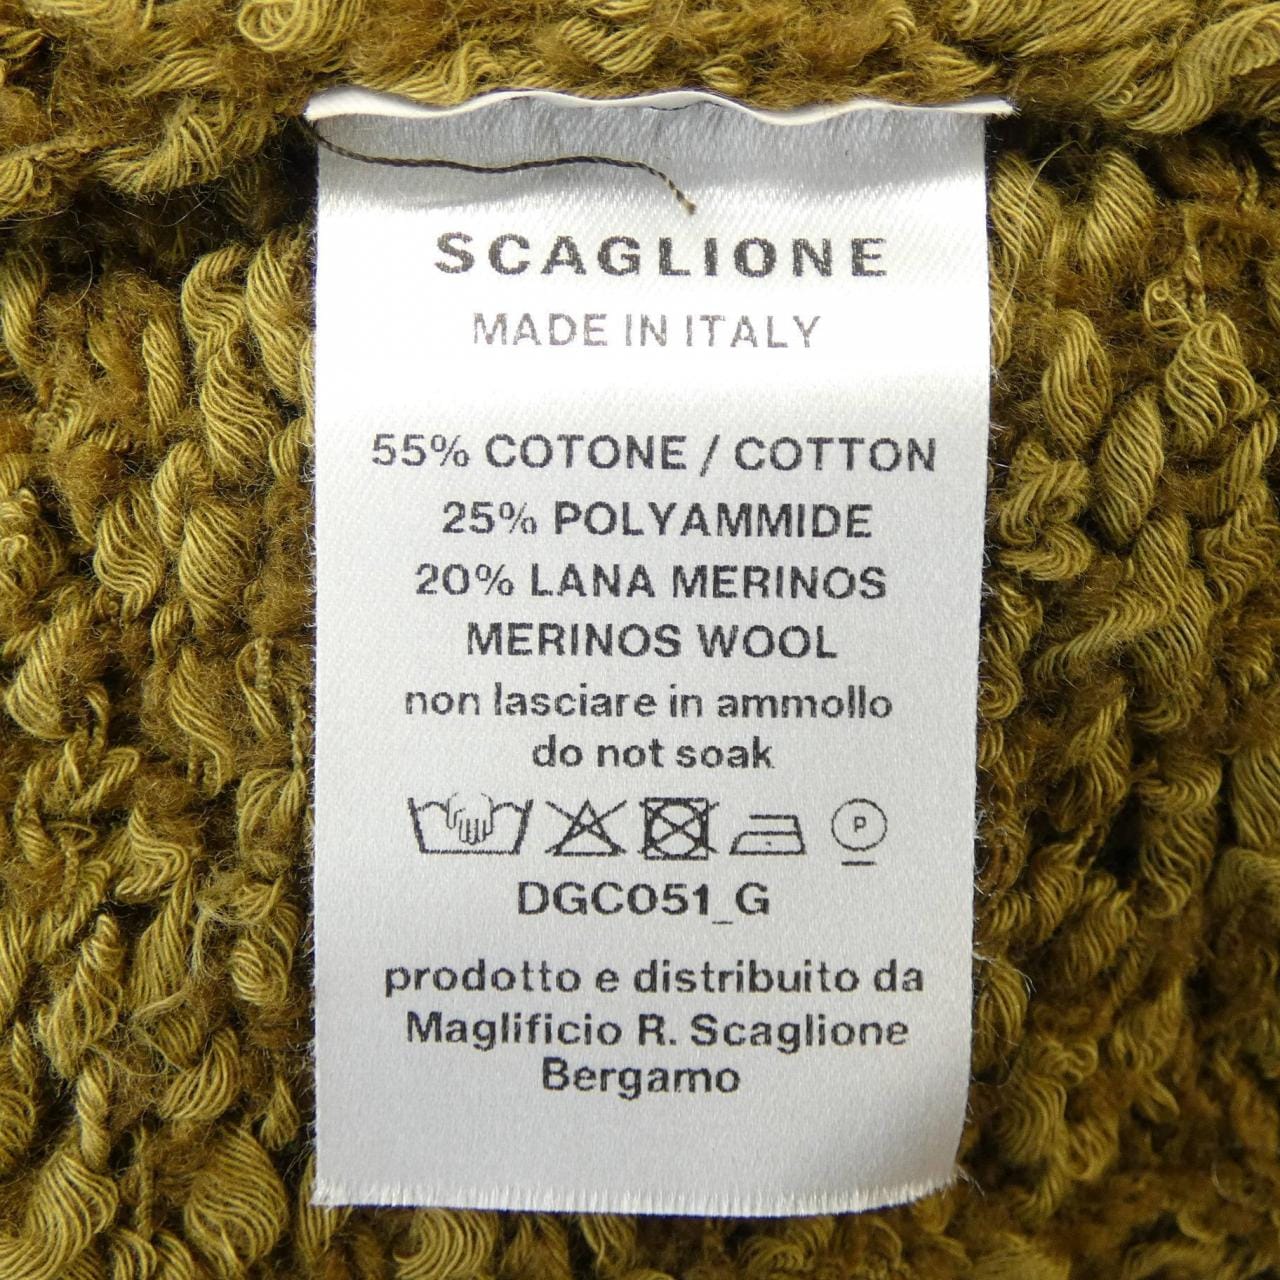 SCAGLIONE
MADE IN ITALY
55% COTONE / COTTON
25% POLYAMMIDE
20% LANA MERINOS
MERINOS WOOL
non lasciare in ammollo
do not soak
P
DGC051_G
prodotto e distribuito da
Maglificio R. Scaglione
Bergamo